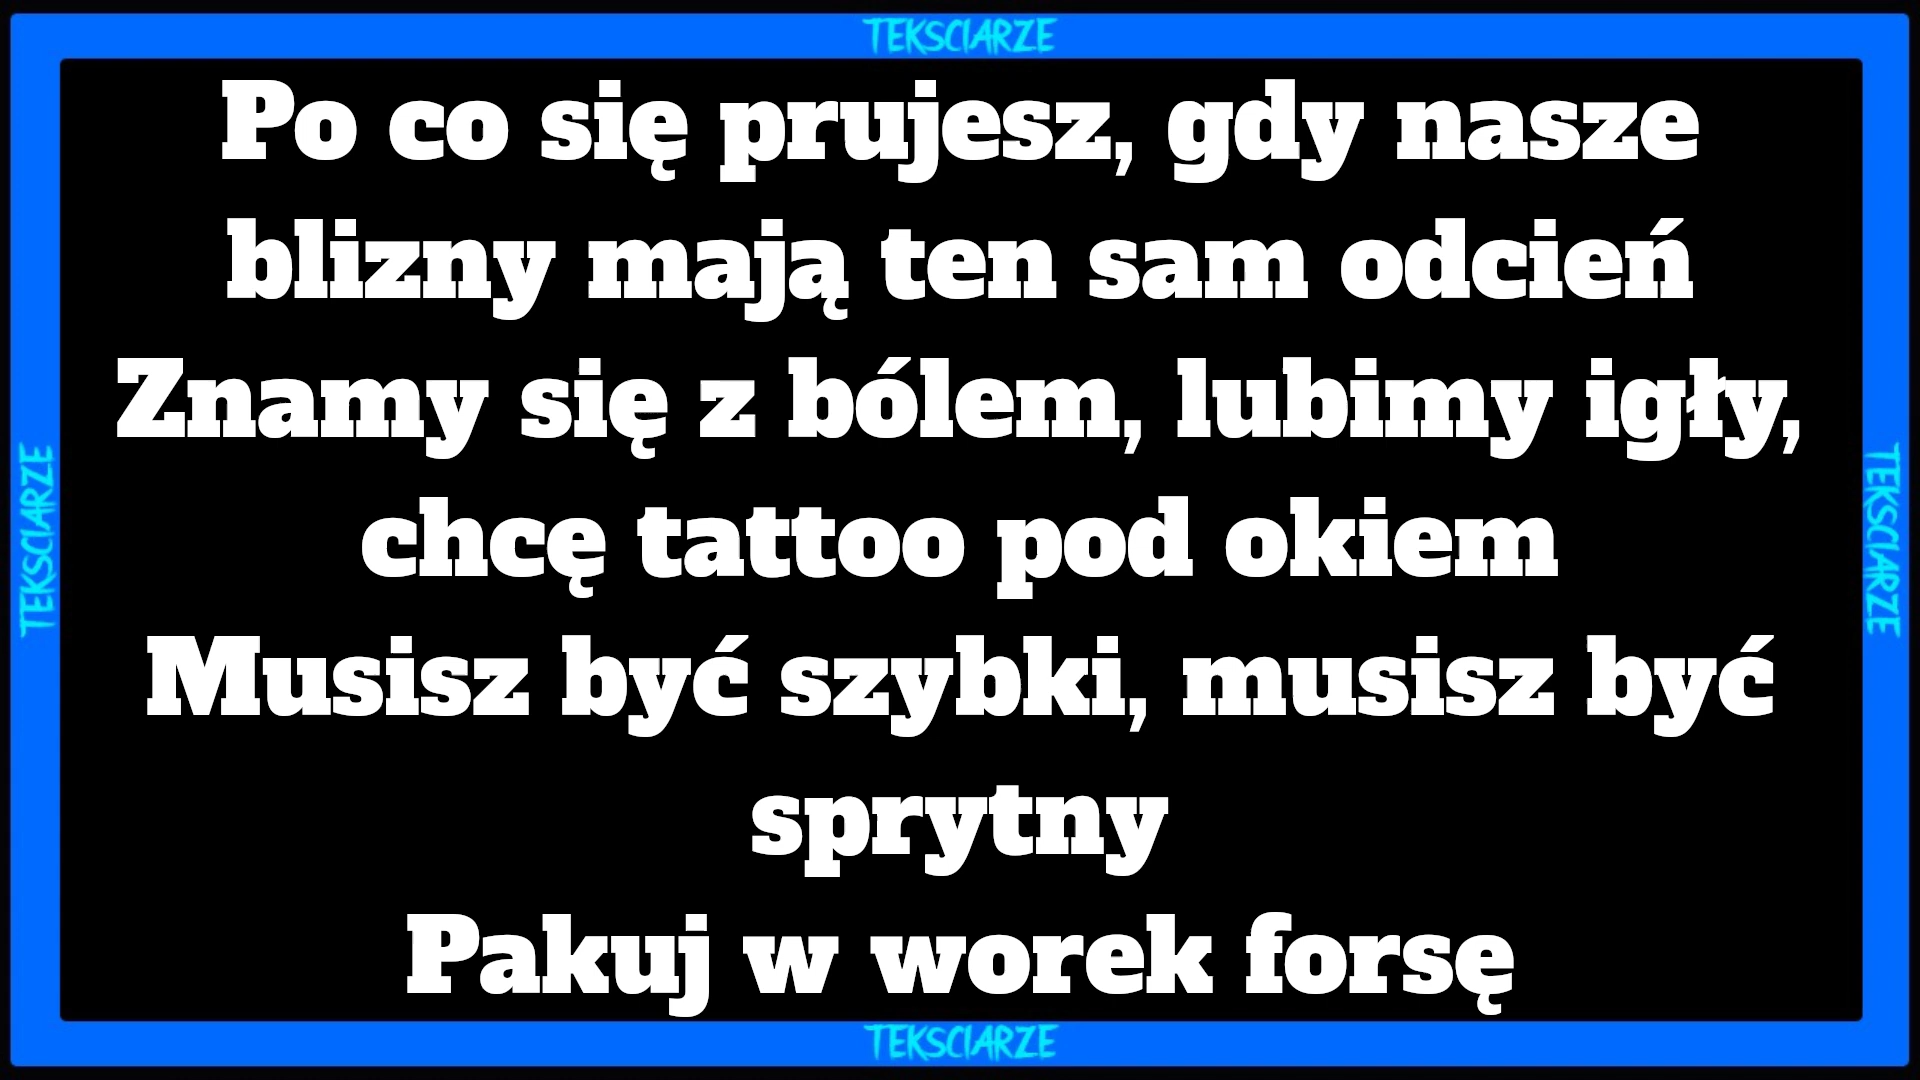 TEKSCIARZE
Po co się prujesz, gdy nasze
blizny mają ten sam odcień
Znamy się z bólem, lubimy igły,
chcę tattoo pod okiem
Musisz być szybki, musisz być
sprytny
Pakuj w worek forsę
TEKSCIARZE
TEKSCIARZE
TEKSCIARZE